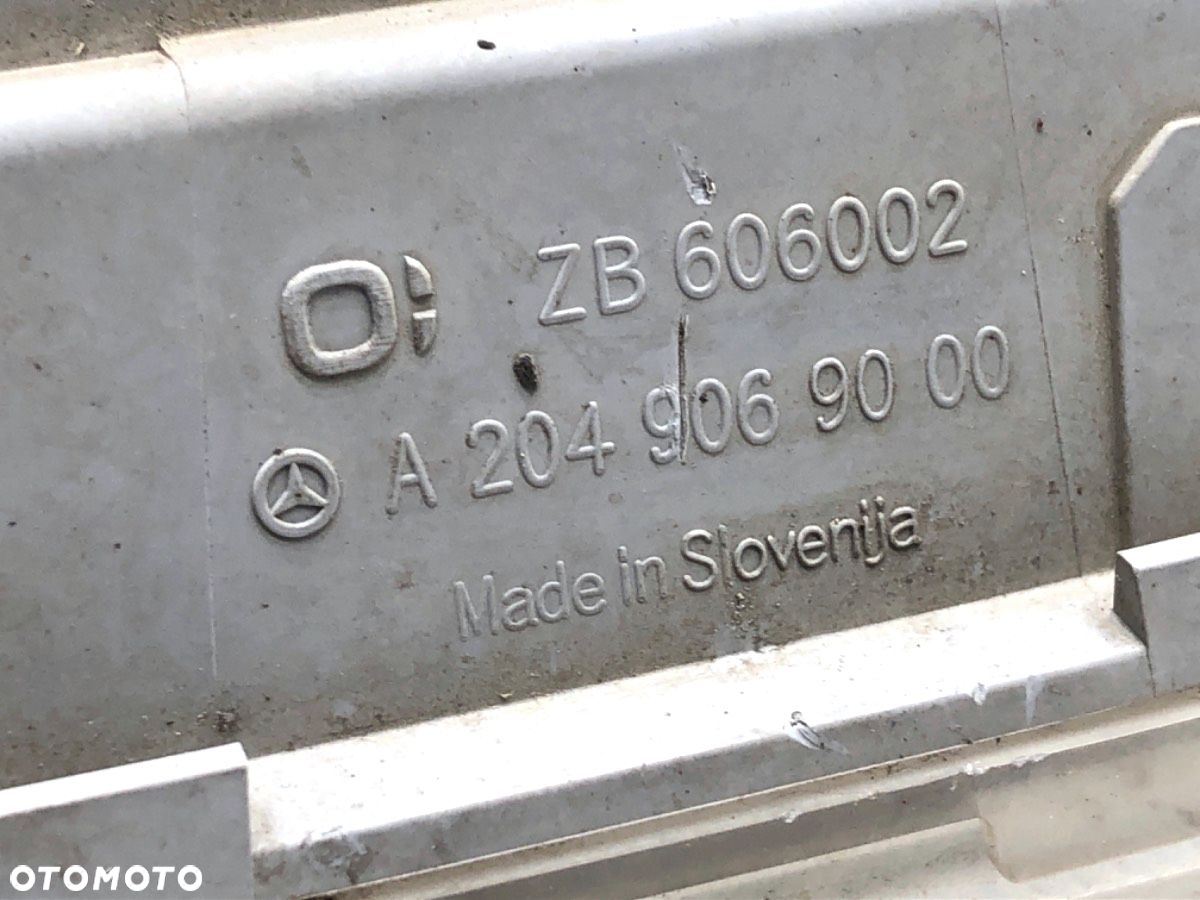 ZB 606002
A 204 906 90 00
Made in Slovenija
OTOMOTO